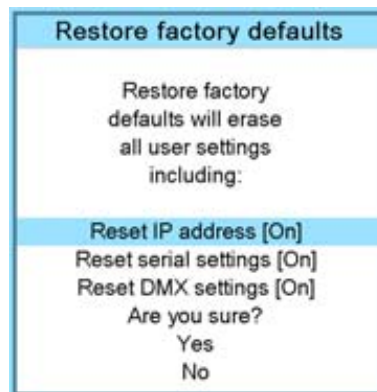 Restore factory defaults
Restore factory
defaults will erase
all user settings
including:
Reset IP address [On]
Reset serial settings [On]
Reset DMX settings [On]
Are you sure?
Yes
No